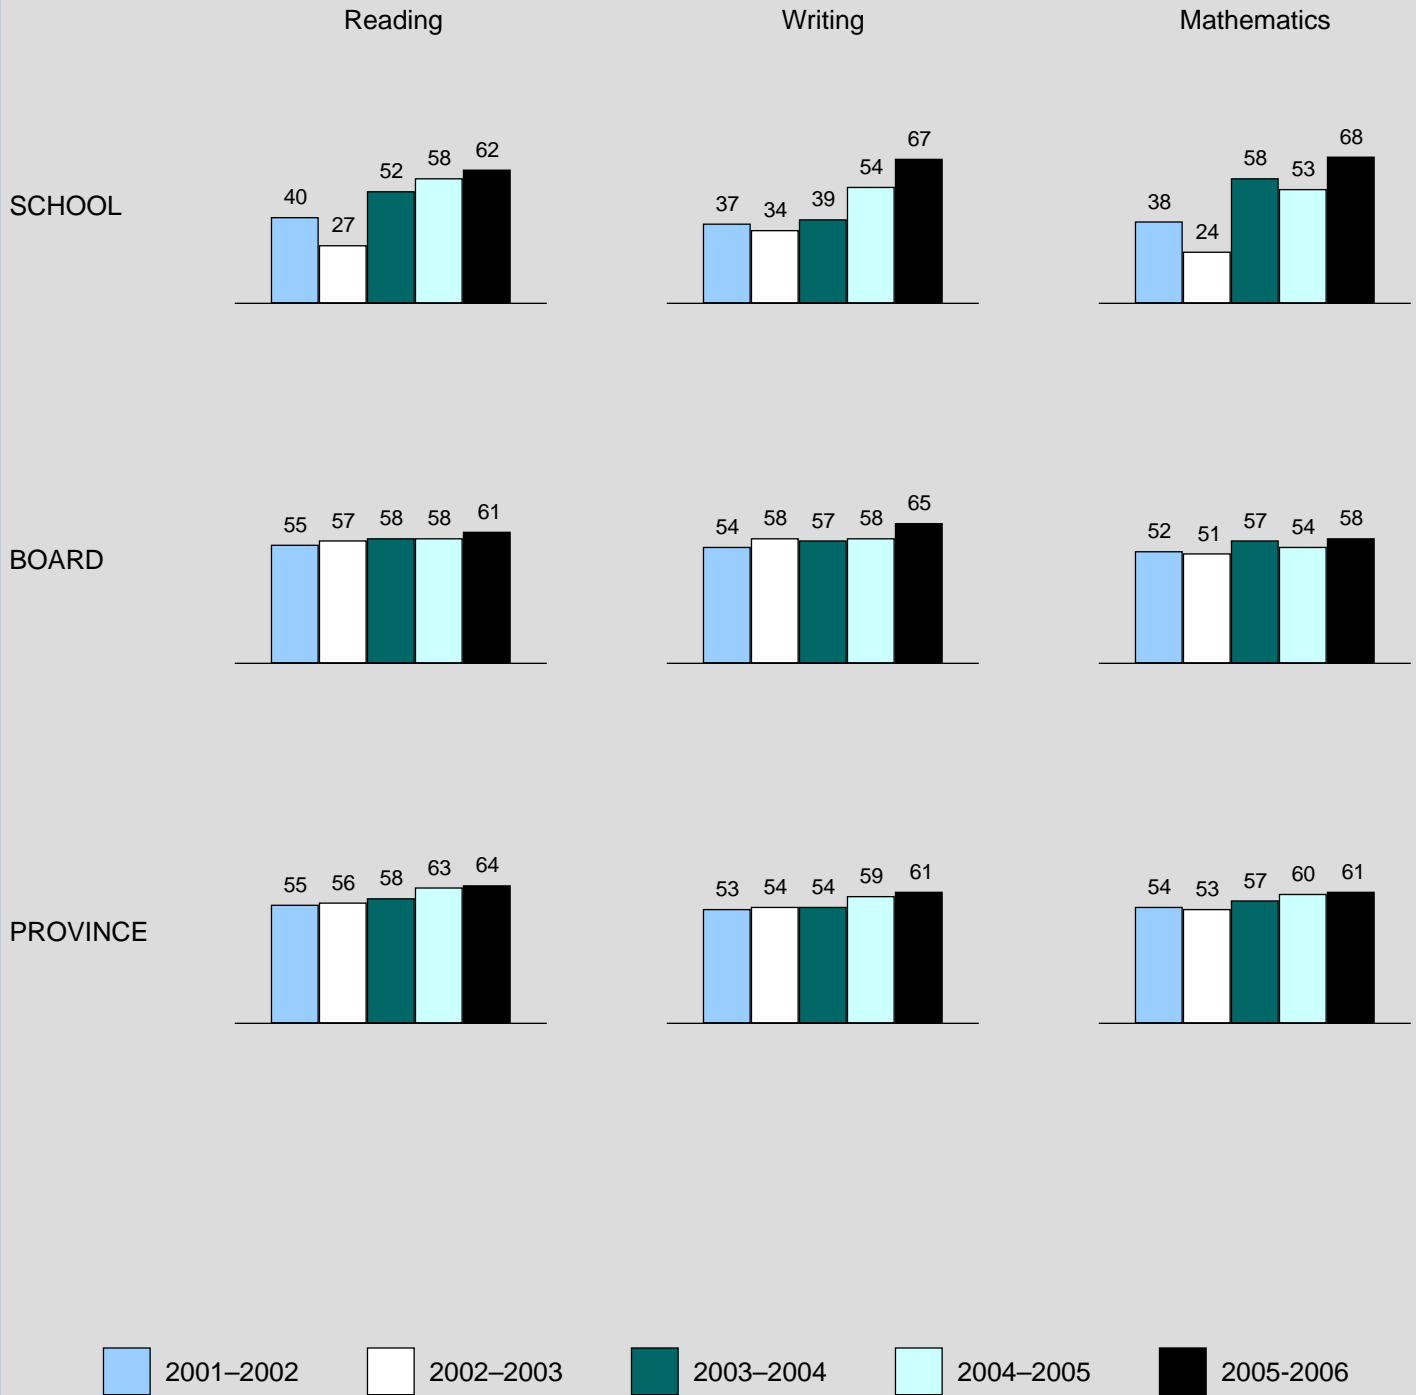 Reading Writing Mathematics
SCHOOL
40 27 52 58 62
37 34 39 54 67
38 24 58 53 68
BOARD
55 57 58 58 61
54 58 57 58 65
52 51 57 54 58
PROVINCE
55 56 58 63 64
53 54 54 59 61
54 53 57 60 61
2001–2002 2002–2003 2003–2004 2004–2005 2005-2006